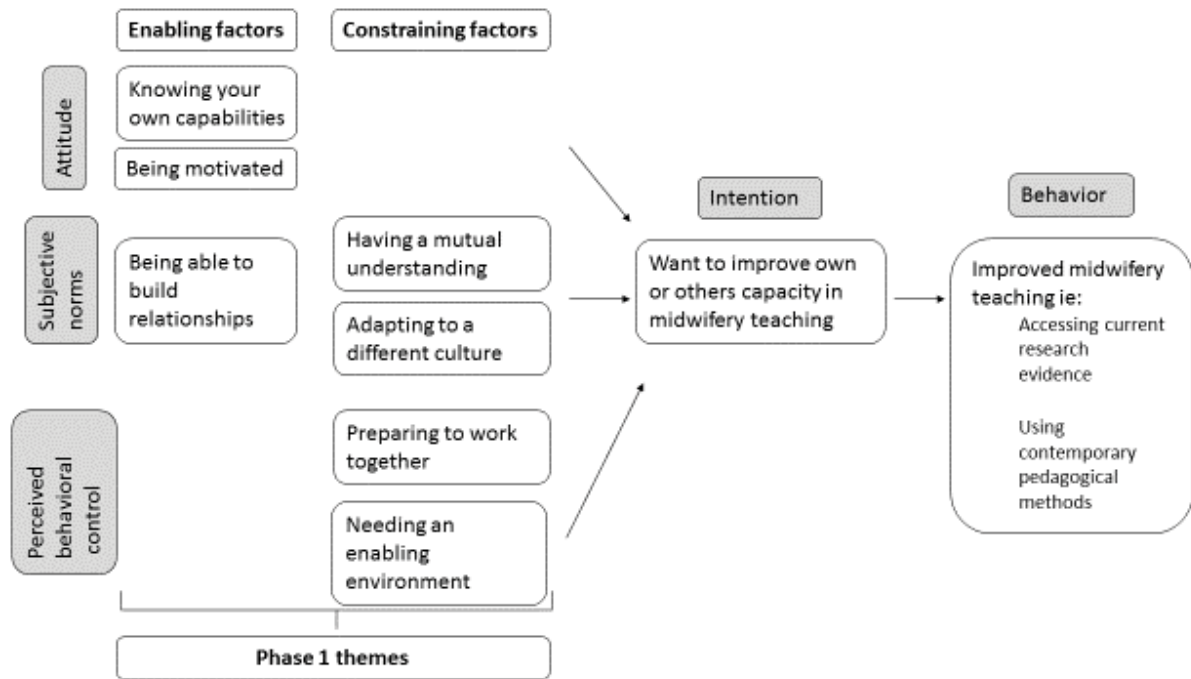 Enabling factors
Constraining factors
Attitude
Knowing your
own capabilities
Being motivated
Subjective
norms
Being able to
build
relationships
Having a mutual
understanding
Adapting to a
different culture
Perceived
behavioral
control
Preparing to work
together
Needing an
enabling
environment
Phase 1 themes
Intention
Want to improve own
or others capacity in
midwifery teaching
Behavior
Improved midwifery
teaching ie:
Accessing current
research
evidence
Using
contemporary
pedagogical
methods